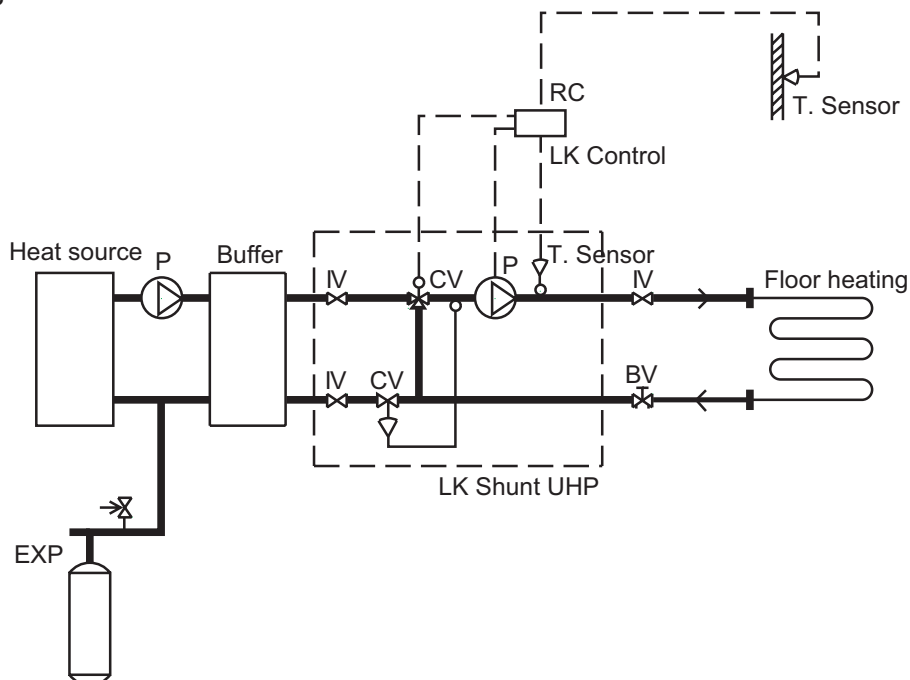 RC
T. Sensor
LK Control
Heat source
P
Buffer
IV
CV
P
T. Sensor
IV
Floor heating
IV
CV
BV
LK Shunt UHP
EXP